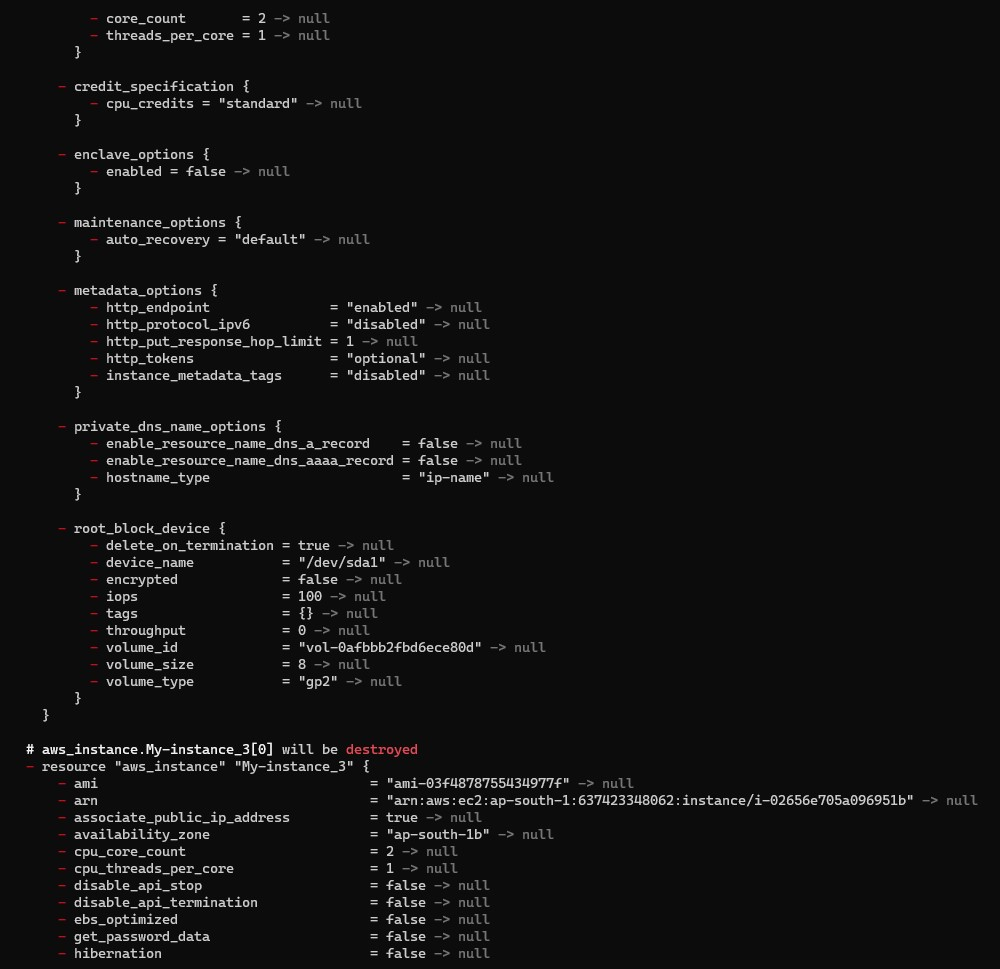 - core_count       = 2 -> null
- threads_per_core = 1 -> null
}
- credit_specification {
- cpu_credits = "standard" -> null
}
- enclave_options {
- enabled = false -> null
}
- maintenance_options {
- auto_recovery = "default" -> null
}
- metadata_options {
- http_endpoint               = "enabled" -> null
- http_protocol_ipv6          = "disabled" -> null
- http_put_response_hop_limit = 1 -> null
- http_tokens                 = "optional" -> null
- instance_metadata_tags      = "disabled" -> null
}
- private_dns_name_options {
- enable_resource_name_dns_a_record    = false -> null
- enable_resource_name_dns_aaaa_record = false -> null
- hostname_type                        = "ip-name" -> null
}
- root_block_device {
- delete_on_termination = true -> null
- device_name           = "/dev/sda1" -> null
- encrypted             = false -> null
- iops                  = 100 -> null
- tags                  = {} -> null
- throughput            = 0 -> null
- volume_id             = "vol-0afbbb2fbd6ece80d" -> null
- volume_size           = 8 -> null
- volume_type           = "gp2" -> null
}
}
# aws_instance.My-instance_3[0] will be destroyed
- resource "aws_instance" "My-instance_3" {
- ami                                  = "ami-03f4878755434977f" -> null
- arn                                  = "arn:aws:ec2:ap-south-1:637423348062:instance/i-02656e705a096951b" -> null
- associate_public_ip_address          = true -> null
- availability_zone                    = "ap-south-1b" -> null
- cpu_core_count                       = 2 -> null
- cpu_threads_per_core                 = 1 -> null
- disable_api_stop                     = false -> null
- disable_api_termination              = false -> null
- ebs_optimized                        = false -> null
- get_password_data                    = false -> null
- hibernation                          = false -> null